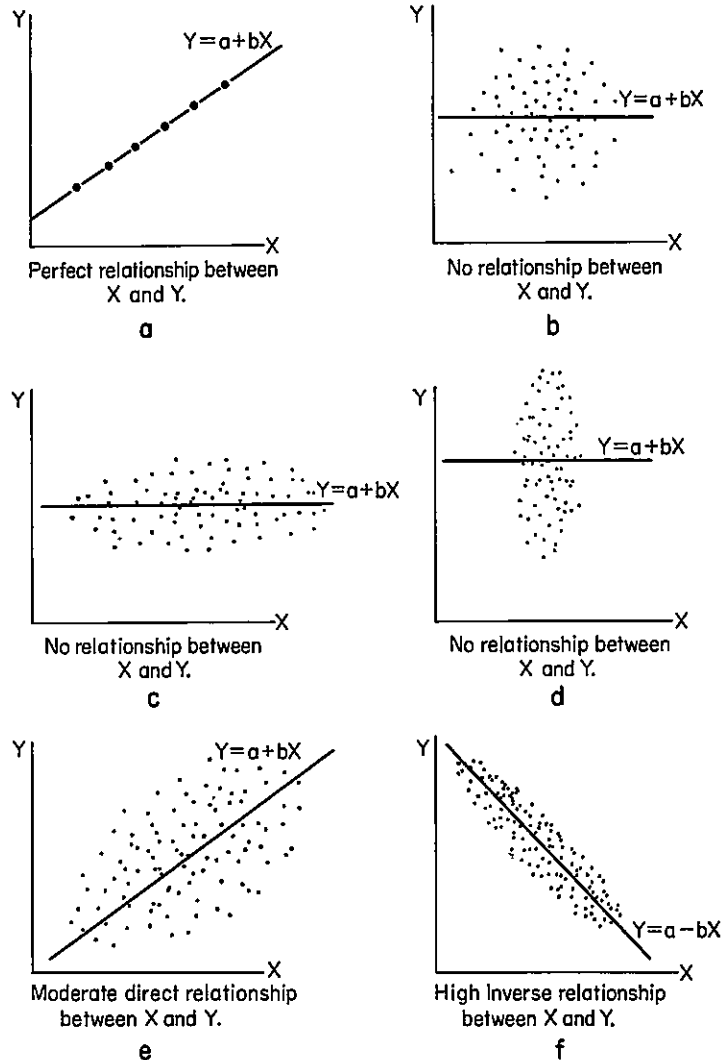 Y
Y=a+bX
X
Perfect relationship between
X and Y.
a
Y
Y=a+bX
X
No relationship between
X and Y.
b
Y
Y=a+bX
X
No relationship between
X and Y.
c
Y
Y=a+bX
X
No relationship between
X and Y.
d
Y
Y=a+bX
X
Moderate direct relationship
between X and Y.
e
Y
Y=a-bX
X
High Inverse relationship
between X and Y.
f